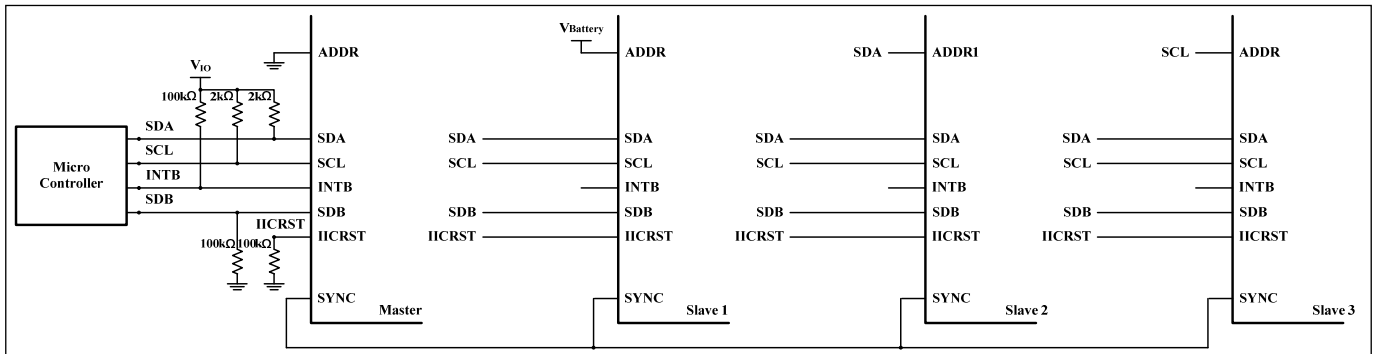 VBattery
ADDR
ADDR
SDA
ADDR1
SCL
ADDR
VIO
100kΩ
2kΩ
2kΩ
SDA
SDA
SDA
SDA
SDA
SDA
SDA
SDA
SCL
SCL
SCL
SCL
SCL
SCL
SCL
SCL
Micro
Controller
INTB
INTB
INTB
INTB
INTB
SDB
SDB
SDB
SDB
SDB
SDB
SDB
SDB
IICRST
100kΩ
100kΩ
IICRST
IICRST
IICRST
IICRST
IICRST
IICRST
IICRST
SYNC
SYNC
SYNC
SYNC
Master
Slave 1
Slave 2
Slave 3